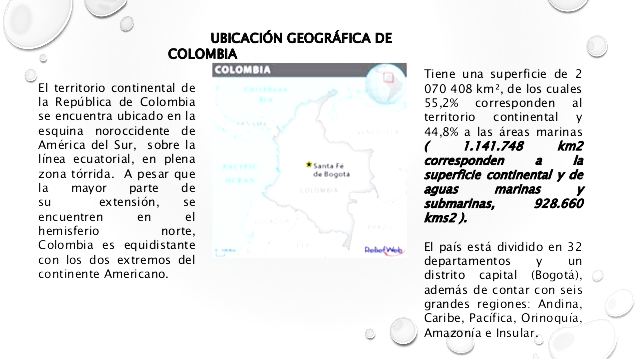 UBICACIÓN GEOGRÁFICA DE
COLOMBIA
El territorio continental de
la República de Colombia
se encuentra ubicado en la
esquina noroccidente de
América del Sur, sobre la
línea ecuatorial, en plena
zona tórrida. A pesar que
la mayor parte de
su extensión, se
encuentren en el
hemisferio norte,
Colombia es equidistante
con los dos extremos del
continente Americano.
COLOMBIA
Santa Fé
de Bogota
COLOMBIA
PACIFIC
OCEAN
ReliefWeb
Tiene una superficie de 2
070 408 km², de los cuales
55,2% corresponden al
territorio continental y
44,8% a las áreas marinas
( 1.141.748 km2
corresponden a la
superficie continental y de
aguas marinas y
submarinas, 928.660
kms2 ).
El país está dividido en 32
departamentos y un
distrito capital (Bogotá),
además de contar con seis
grandes regiones: Andina,
Caribe, Pacífica, Orinoquía,
Amazonía e Insular.